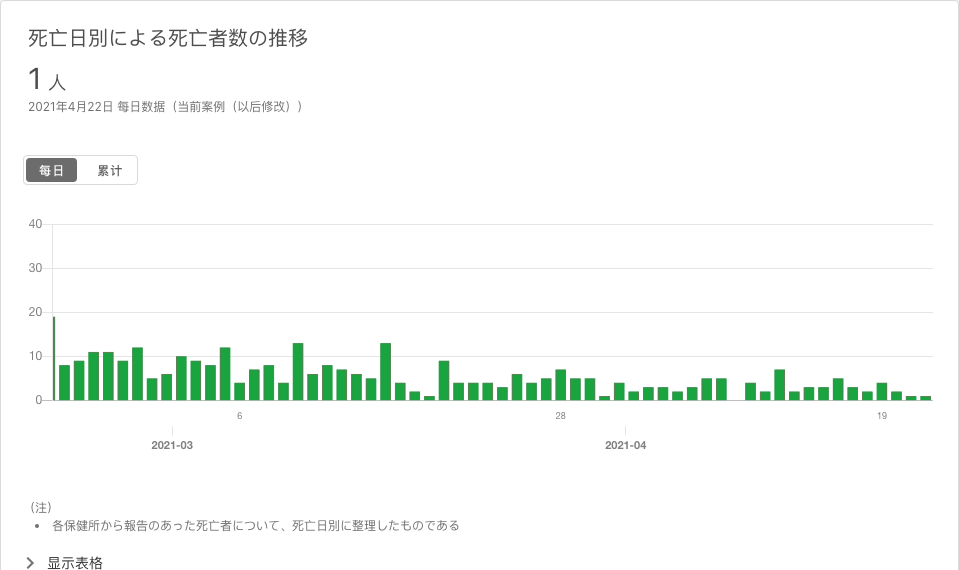 死亡日別による死亡者数の推移
1 人
2021年4月22日 每日数据（当前案例（以后修改））
每日 累计
40
30
20
10
0
6 28 19
2021-03 2021-04
（注）
• 各保健所から報告のあった死亡者について、死亡日別に整理したものである
显示表格